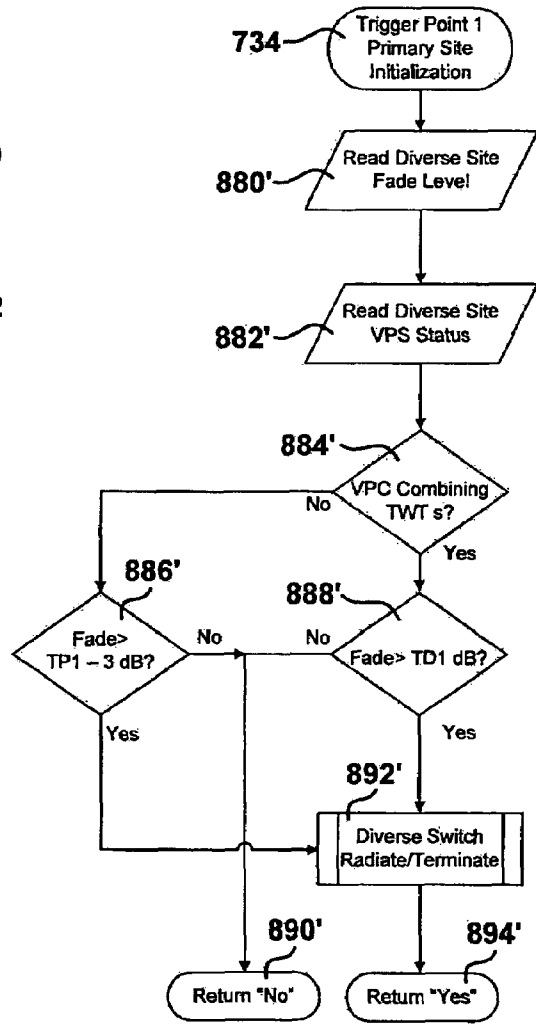 734
Trigger Point 1
Primary Site
Initialization
880'
Read Diverse Site
Fade Level
882'
Read Diverse Site
VPS Status
884'
VPC Combining
TWT s?
No
Yes
886'
888'
Fade>
TP1 – 3 dB?
No
No
Fade> TD1 dB?
Yes
Yes
892'
Diverse Switch
Radiate/Terminate
890'
894'
Return "No"
Return "Yes"